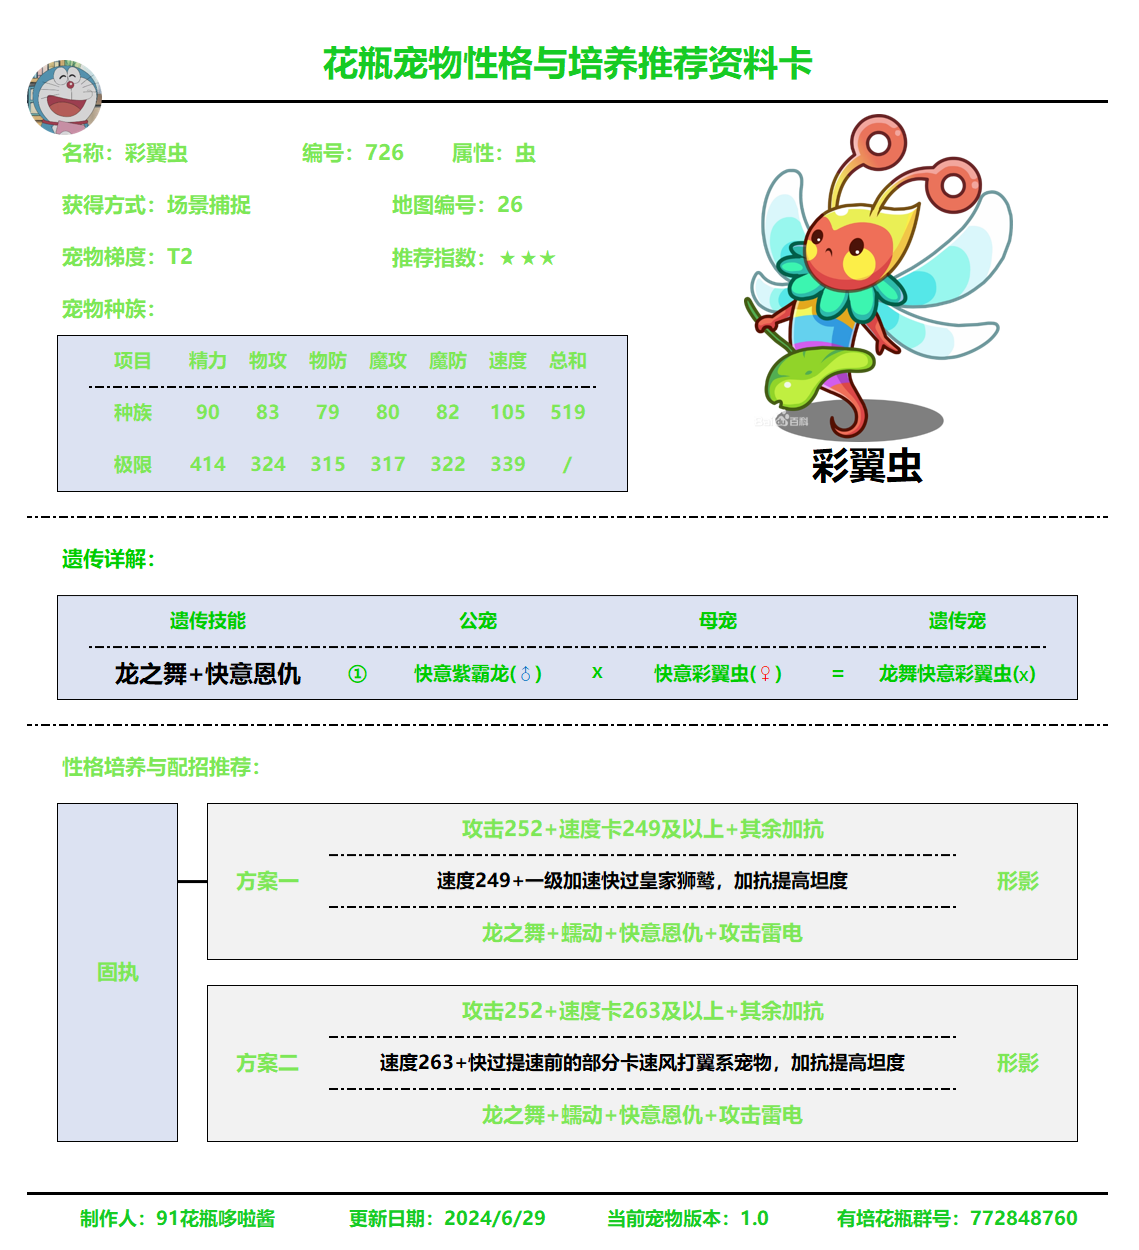 花瓶宠物性格与培养推荐资料卡
名称：彩翼虫 编号：726 属性：虫
获得方式：场景捕捉 地图编号：26
宠物梯度：T2 推荐指数：★★★
宠物种族：
项目 精力 物攻 物防 魔攻 魔防 速度 总和
种族 90 83 79 80 82 105 519
极限 414 324 315 317 322 339 /
Baidu百科
彩翼虫
遗传详解：
遗传技能 公宠 母宠 遗传宠
龙之舞+快意恩仇 ① 快意紫霸龙(♂) x 快意彩翼虫(♀) = 龙舞快意彩翼虫(x)
性格培养与配招推荐：
固执
方案一
攻击252+速度卡249及以上+其余加抗
速度249+一级加速快过皇家狮鹫，加抗提高坦度
龙之舞+蠕动+快意恩仇+攻击雷电
形影
方案二
攻击252+速度卡263及以上+其余加抗
速度263+快过提速前的部分卡速风打翼系宠物，加抗提高坦度
龙之舞+蠕动+快意恩仇+攻击雷电
形影
制作人：91花瓶哆啦酱 更新日期：2024/6/29 当前宠物版本：1.0 有培花瓶群号：772848760